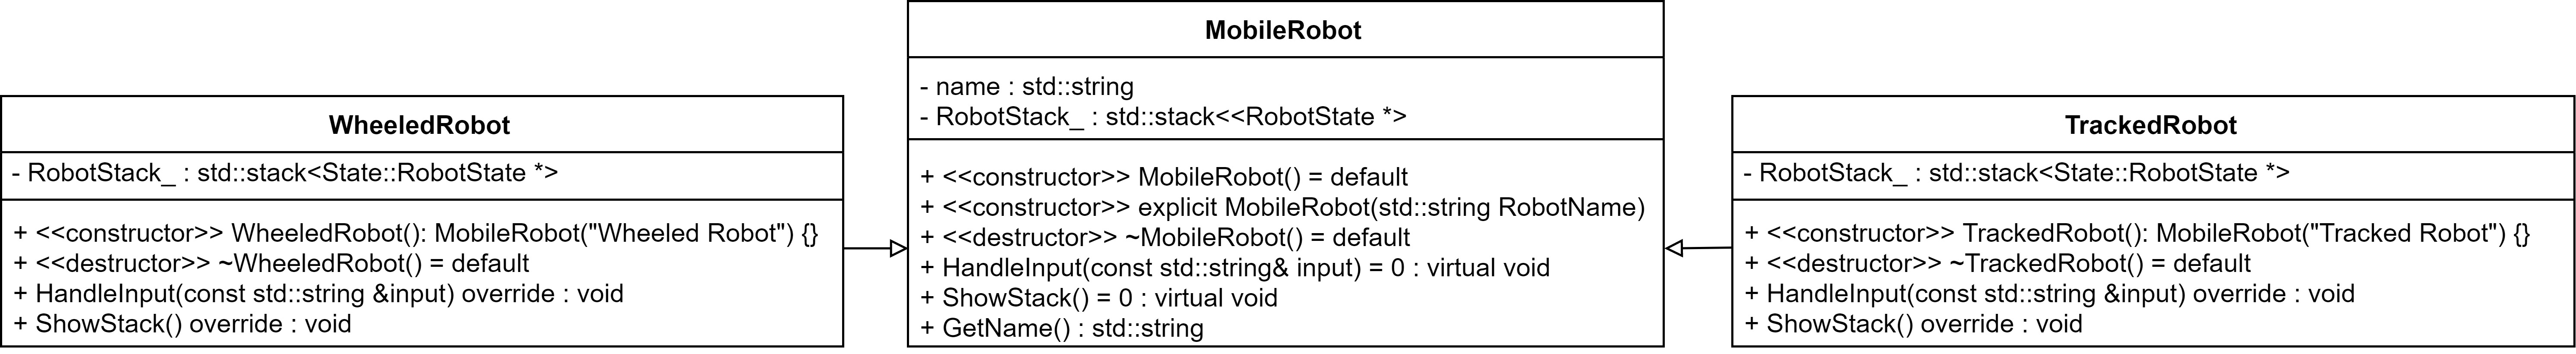 WheeledRobot
- RobotStack_ : std::stack<State::RobotState *>
+ <<constructor>> WheeledRobot(): MobileRobot("Wheeled Robot") {}
+ <<destructor>> ~WheeledRobot() = default
+ HandleInput(const std::string &input) override : void
+ ShowStack() override : void
MobileRobot
- name : std::string
- RobotStack_ : std::stack<<RobotState *>
+ <<constructor>> MobileRobot() = default
+ <<constructor>> explicit MobileRobot(std::string RobotName)
+ <<destructor>> ~MobileRobot() = default
+ HandleInput(const std::string& input) = 0 : virtual void
+ ShowStack() = 0 : virtual void
+ GetName() : std::string
TrackedRobot
- RobotStack_ : std::stack<State::RobotState *>
+ <<constructor>> TrackedRobot(): MobileRobot("Tracked Robot") {}
+ <<destructor>> ~TrackedRobot() = default
+ HandleInput(const std::string &input) override : void
+ ShowStack() override : void